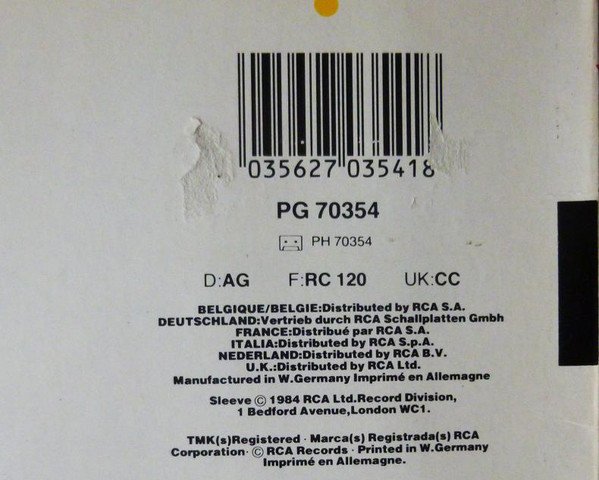 035627 035418
PG 70354
PH 70354
D:AG F:RC 120 UK:CC
BELGIQUE/BELGIE:Distributed by RCA S.A.
DEUTSCHLAND:Vertrieb durch RCA Schallplatten Gmbh
FRANCE:Distribué par RCA S.A.
ITALIA:Distributed by RCA S.p.A.
NEDERLAND:Distributed by RCA B.V.
U.K.:Distributed by RCA Ltd.
Manufactured in W.Germany Imprimé en Allemagne
Sleeve © 1984 RCA Ltd.Record Division,
1 Bedford Avenue,London WC1.
TMK(s)Registered · Marca(s) Registrada(s) RCA
Corporation· © RCA Records · Printed in W.Germany
Imprimé en Allemagne.